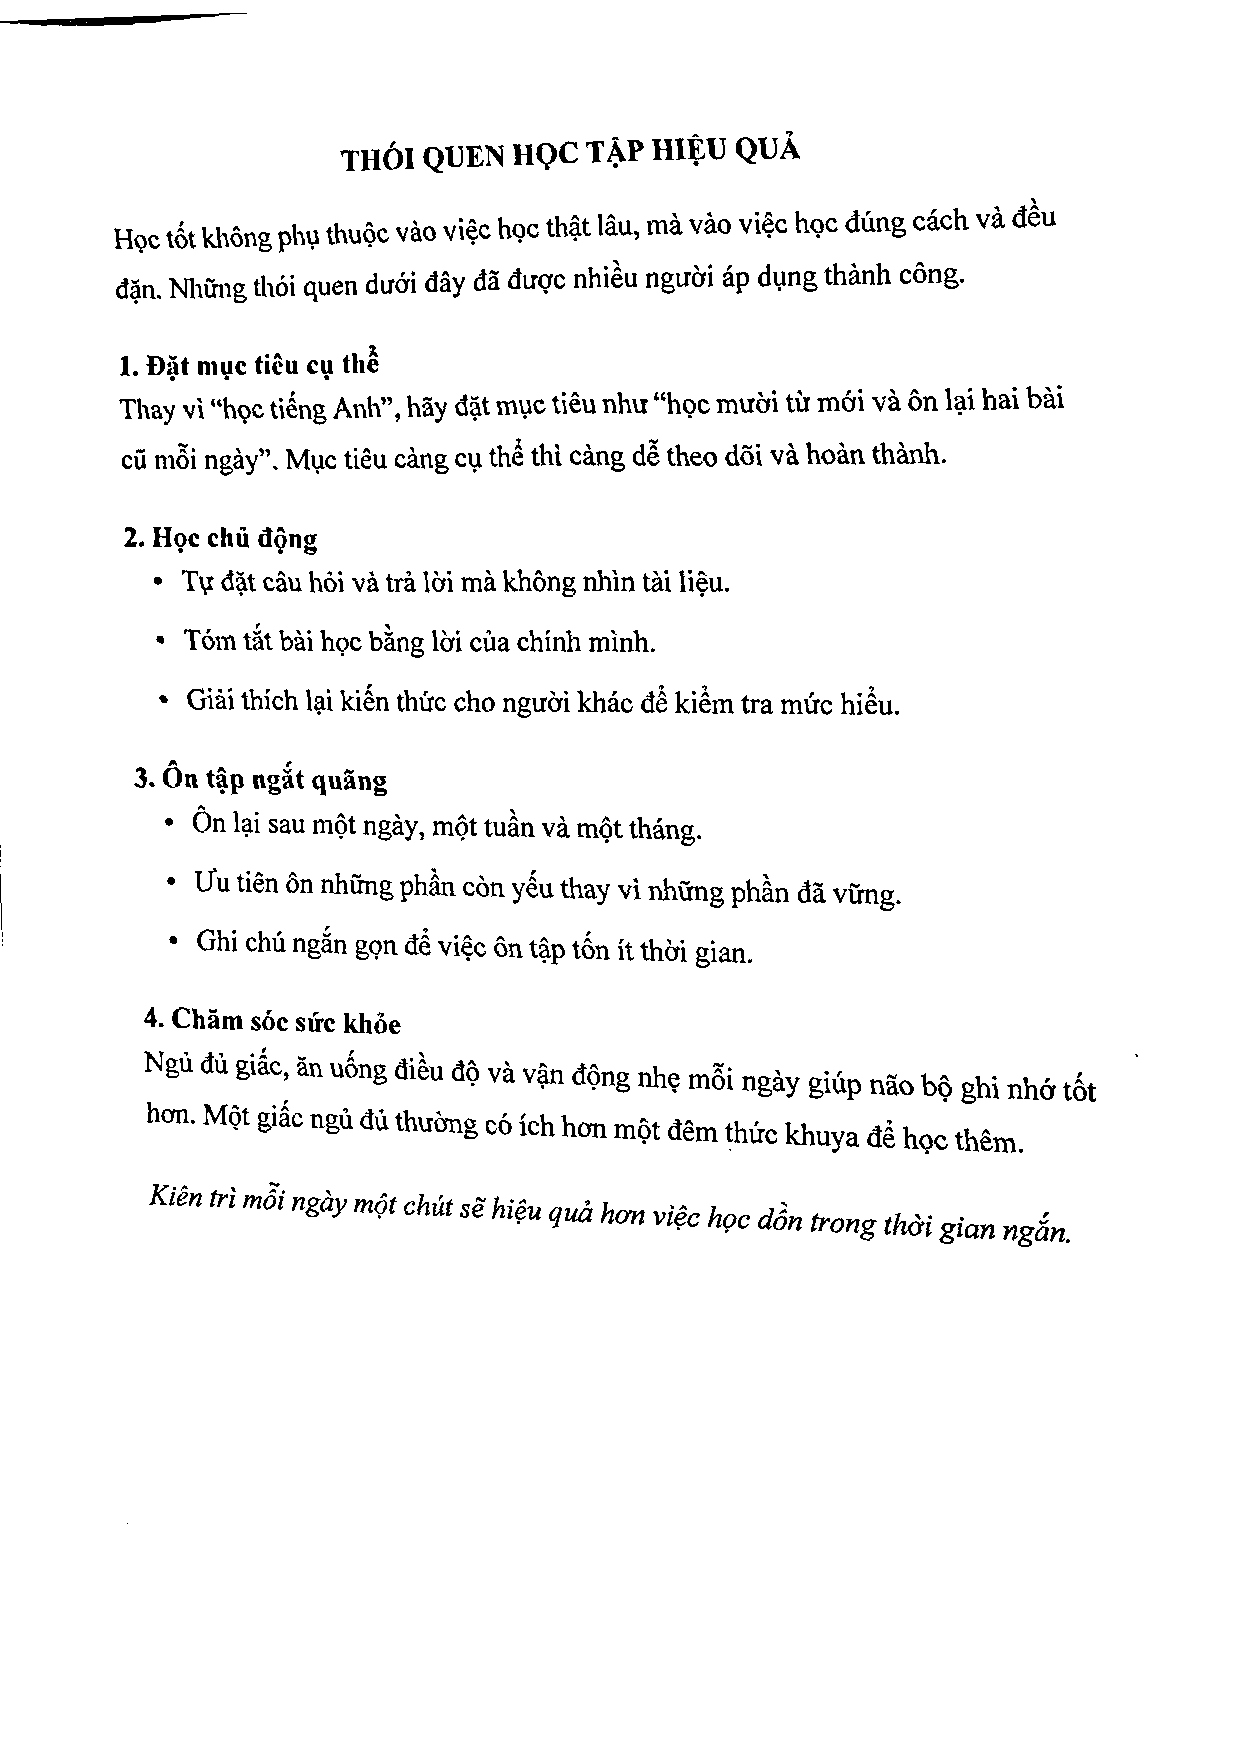 THÓI QUEN HỌC TẬP HIỆU QUẢ
Học tốt không phụ thuộc vào việc học thật lâu, mà vào việc học đúng cách và đều
đặn. Những thói quen dưới đây đã được nhiều người áp dụng thành công.
1. Đặt mục tiêu cụ thể
Thay vì “học tiếng Anh”, hãy đặt mục tiêu như “học mười từ mới và ôn lại hai bài
cũ mỗi ngày”. Mục tiêu càng cụ thể thì càng dễ theo dõi và hoàn thành.
2. Học chủ động
• Tự đặt câu hỏi và trả lời mà không nhìn tài liệu.
• Tóm tắt bài học bằng lời của chính mình.
• Giải thích lại kiến thức cho người khác để kiểm tra mức hiểu.
3. Ôn tập ngắt quãng
• Ôn lại sau một ngày, một tuần và một tháng.
• Ưu tiên ôn những phần còn yếu thay vì những phần đã vững.
• Ghi chú ngắn gọn để việc ôn tập tốn ít thời gian.
4. Chăm sóc sức khỏe
Ngủ đủ giấc, ăn uống điều độ và vận động nhẹ mỗi ngày giúp não bộ ghi nhớ tốt
hơn. Một giấc ngủ đủ thường có ích hơn một đêm thức khuya để học thêm.
Kiên trì mỗi ngày một chút sẽ hiệu quả hơn việc học dồn trong thời gian ngắn.